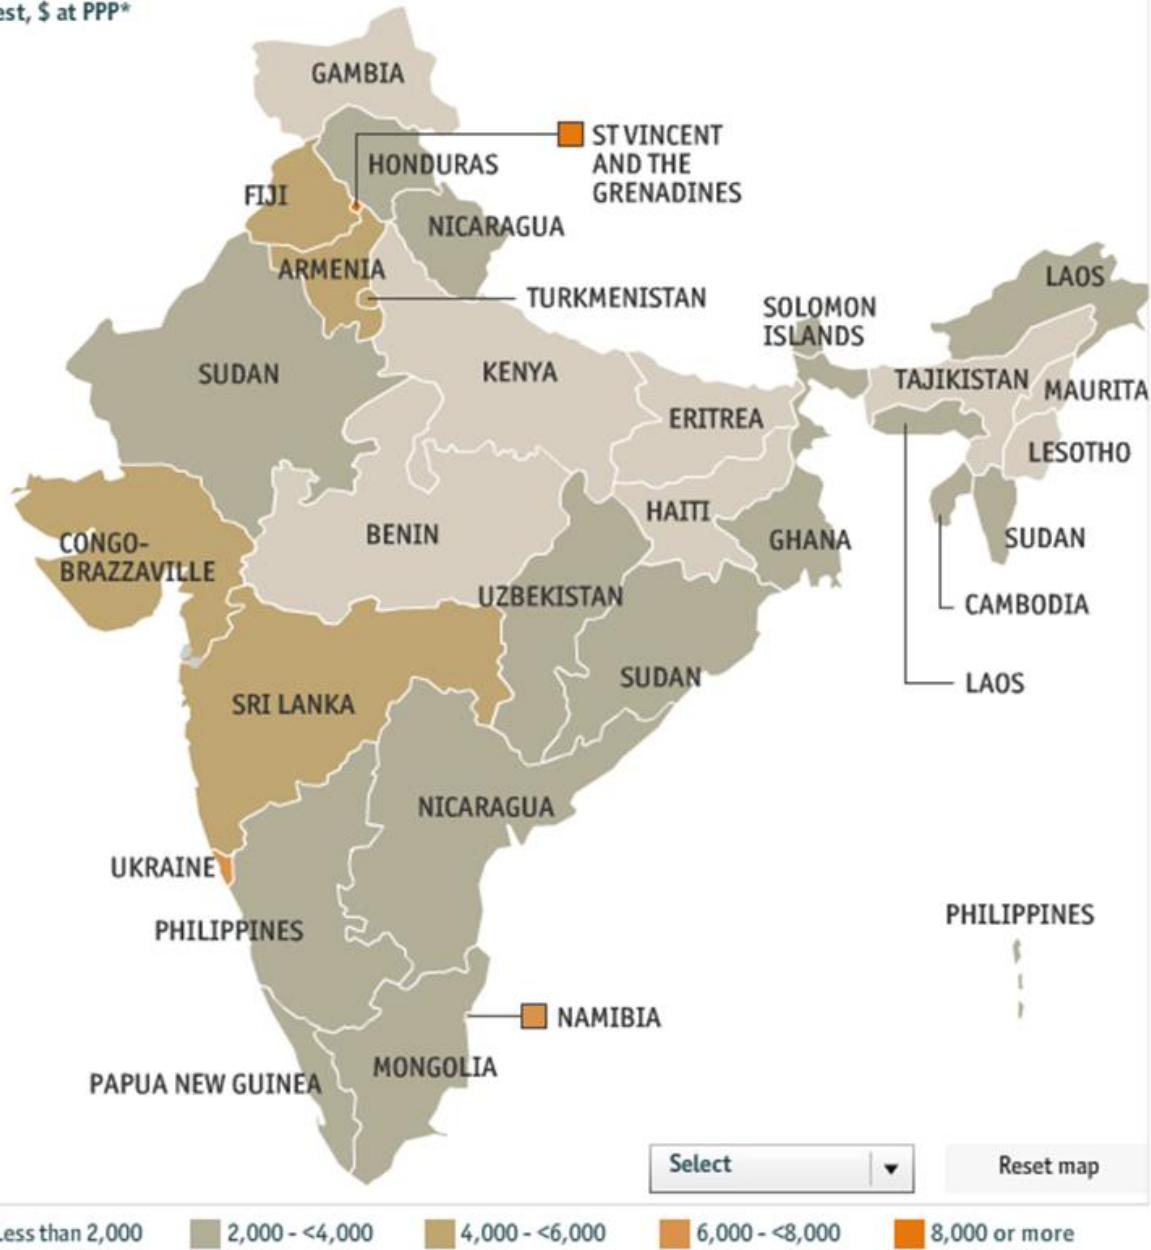 est, $ at PPP*
GAMBIA
ST VINCENT
AND THE
GRENADINES
HONDURAS
FIJI
NICARAGUA
ARMENIA
TURKMENISTAN
LAOS
SOLOMON
ISLANDS
SUDAN
KENYA
TAJIKISTAN
MAURITA
ERITREA
LESOTHO
HAITI
BENIN
GHANA
SUDAN
CONGO-
BRAZZAVILLE
UZBEKISTAN
CAMBODIA
SUDAN
LAOS
SRI LANKA
NICARAGUA
UKRAINE
PHILIPPINES
PHILIPPINES
NAMIBIA
MONGOLIA
PAPUA NEW GUINEA
Select
Reset map
Less than 2,000
2,000 - <4,000
4,000 - <6,000
6,000 - <8,000
8,000 or more